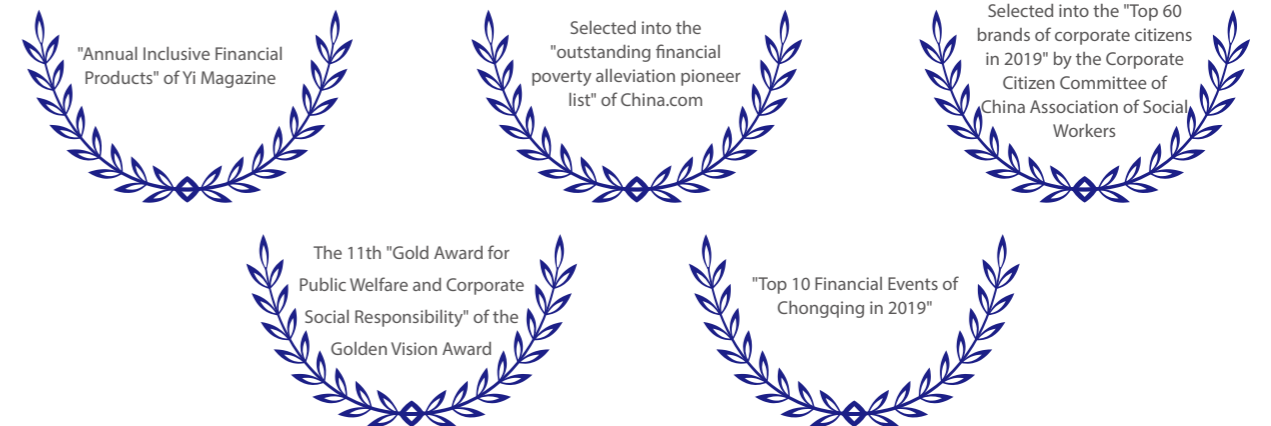 "Annual Inclusive Financial
Products" of Yi Magazine
Selected into the
"outstanding financial
poverty alleviation pioneer
list" of China.com
Selected into the "Top 60
brands of corporate citizens
in 2019" by the Corporate
Citizen Committee of
China Association of Social
Workers
The 11th "Gold Award for
Public Welfare and Corporate
Social Responsibility" of the
Golden Vision Award
"Top 10 Financial Events of
Chongqing in 2019"